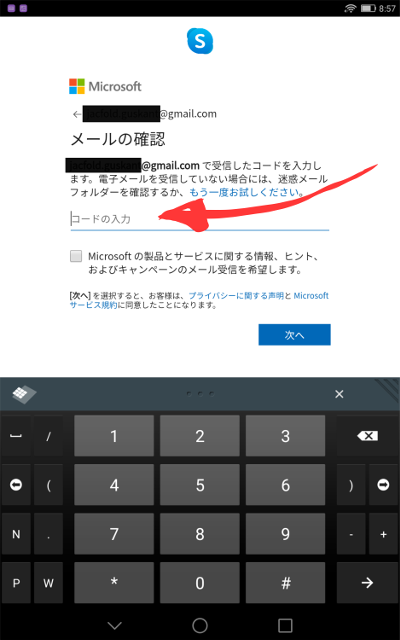 8:57
S
Microsoft
←@gmail.com
メールの確認
@gmail.com で受信したコードを入力し
ます。電子メールを受信していない場合には、迷惑メール
フォルダーを確認するか、もう一度お試しください。
コードの入力
Microsoft の製品とサービスに関する情報、ヒント、
およびキャンペーンのメール受信を希望します。
[次へ] を選択すると、お客様は、プライバシーに関する声明と Microsoft
サービス規約に同意したことになります。
次へ
/ 1 2 3
( 4 5 6 )
N . 7 8 9 - +
P W * 0 #